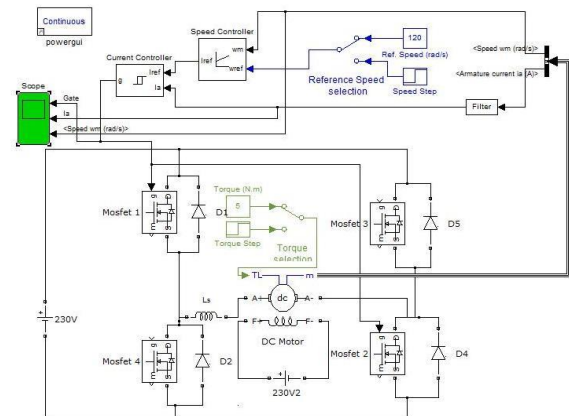 Continuous
powergui
Speed Controller
wm
Iref
wref
Current Controller
Iref
g
Ia
120
Ref. Speed (rad/s)
Reference Speed
selection
Speed Step
<Speed wm (rad/s)>
<Armature current ia (A)>
Filter
Scope
Gate
Ia
<Speed wm (rad/s)>
Mosfet 1
g
m
D1
Torque (N.m)
5
Torque Step
Torque
selection
Mosfet 3
g
m
D5
TL
m
Ls
A+
dc
A-
F+
F-
DC Motor
230V
230V2
Mosfet 4
g
m
D2
Mosfet 2
g
m
D4